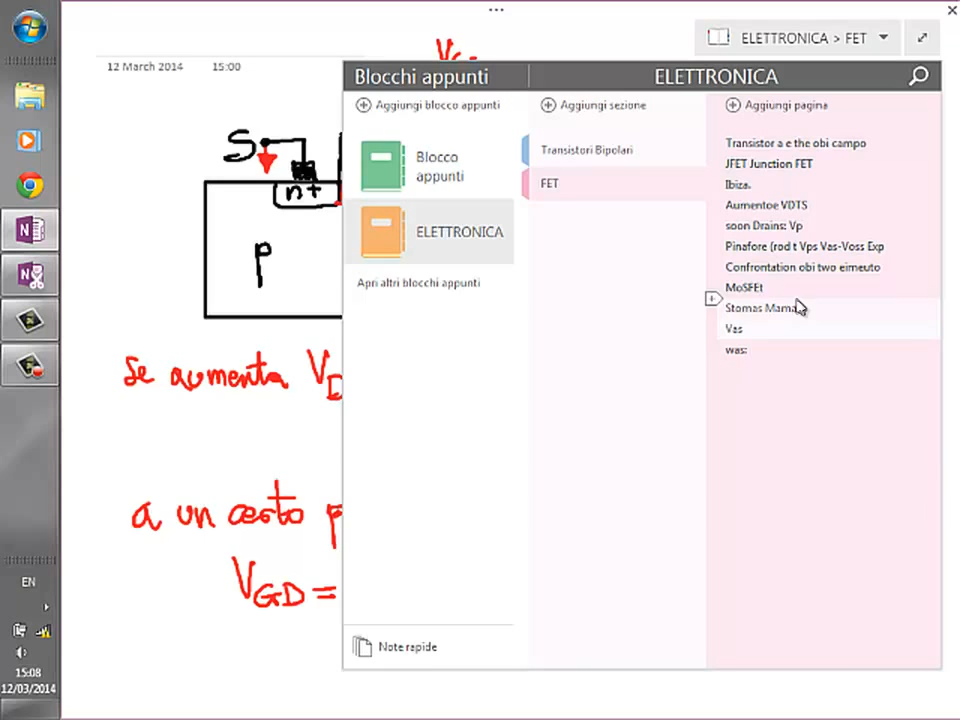 ELETTRONICA > FET
12 March 2014 15:00
Blocchi appunti
ELETTRONICA
Aggiungi blocco appunti
Aggiungi sezione
Aggiungi pagina
Blocco
appunti
ELETTRONICA
Apri altri blocchi appunti
Note rapide
Transistori Bipolari
FET
Transistor a e the obi campo
JFET Junction FET
Ibiza.
Aumentoe VDTS
soon Drains: Vp
Pinafore (rod t Vps Vas-Voss Exp
Confrontation obi two eimeuto
MoSFEt
Stomas Mama
Vas
was:
S
n+
p
se aumenta V
a un certo
V GD =
EN
15:08
12/03/2014